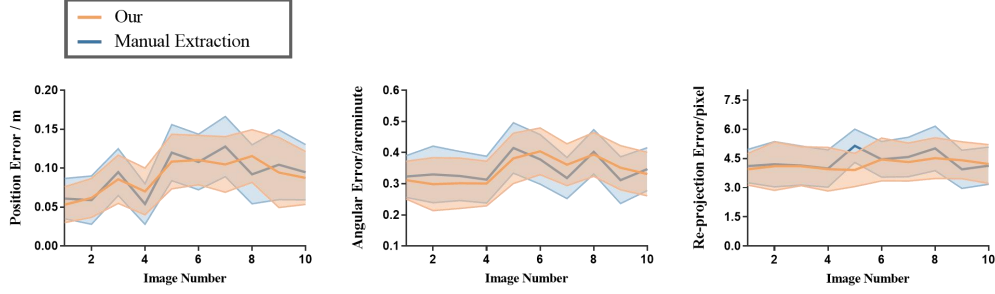 Our
Manual Extraction
Position Error / m
0.20
0.15
0.10
0.05
0.00
2 4 6 8 10
Image Number
Angular Error/arcminute
0.6
0.5
0.4
0.3
0.2
0.1
2 4 6 8 10
Image Number
Re-projection Error/pixel
7.5
6.0
4.5
3.0
1.5
0.0
2 4 6 8 10
Image Number